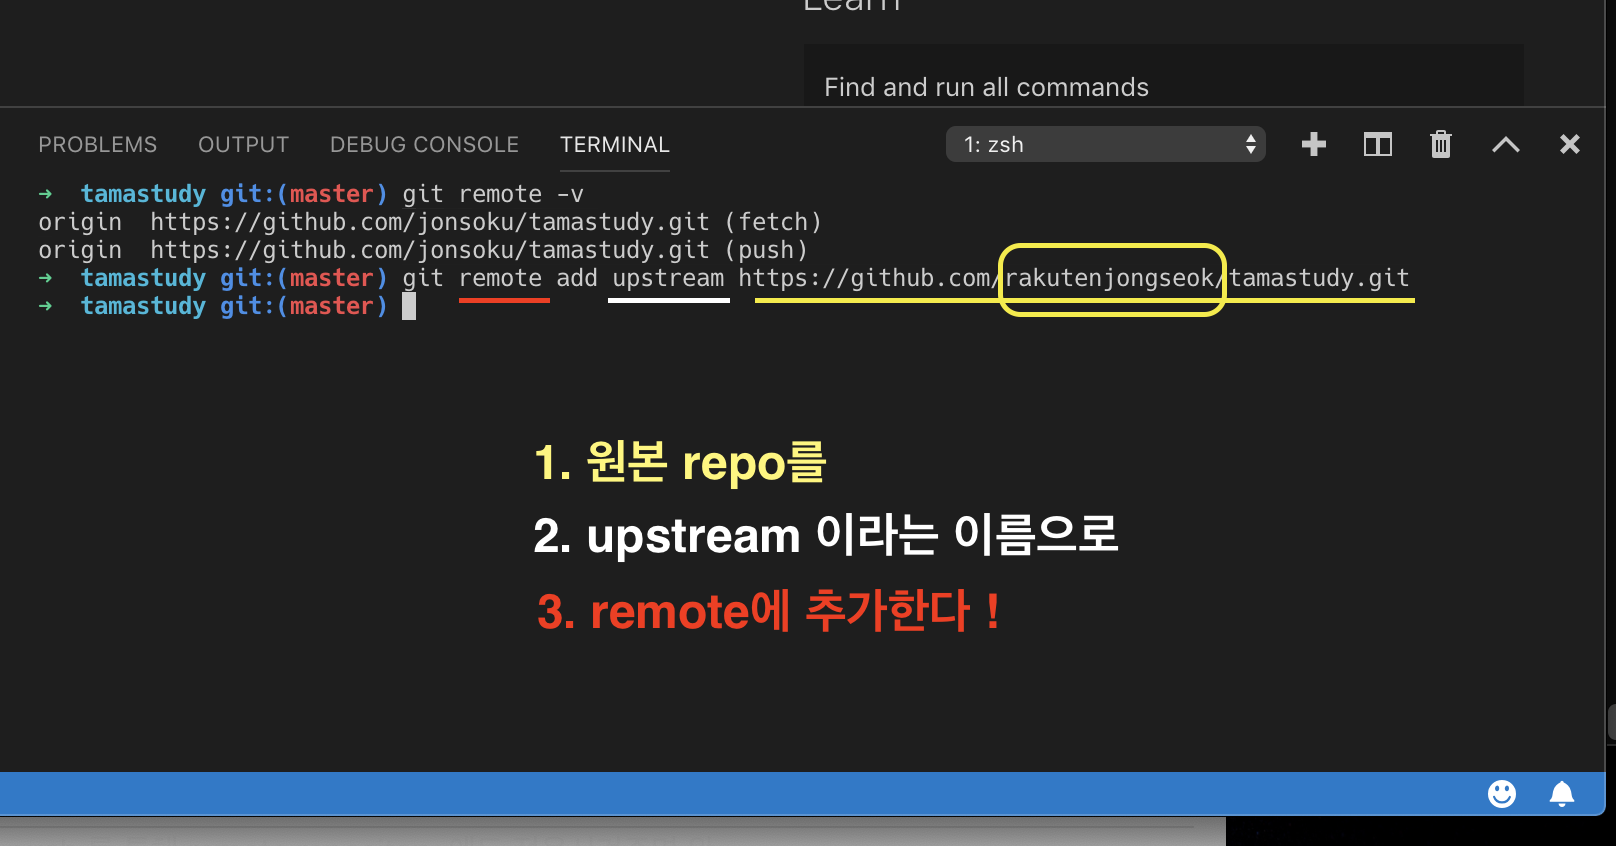 Learn
Find and run all commands
PROBLEMS OUTPUT DEBUG CONSOLE TERMINAL 1: zsh
→ tamastudy git:(master) git remote -v
origin https://github.com/jonsoku/tamastudy.git (fetch)
origin https://github.com/jonsoku/tamastudy.git (push)
→ tamastudy git:(master) git remote add upstream https://github.com/rakutenjongseok/tamastudy.git
→ tamastudy git:(master)
1. 원본 repo를
2. upstream 이라는 이름으로
3. remote에 추가한다 !